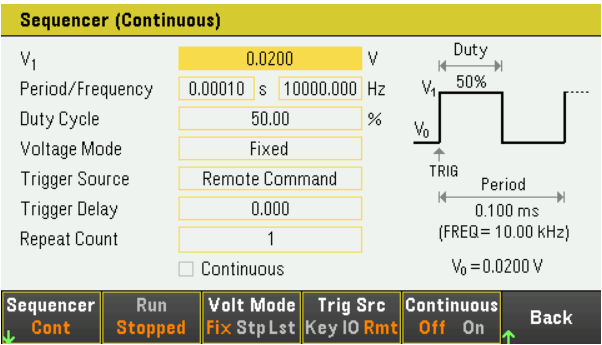 Sequencer (Continuous)
V1 0.0200 V
Period/Frequency 0.00010 s 10000.000 Hz
Duty Cycle 50.00 %
Voltage Mode Fixed
Trigger Source Remote Command
Trigger Delay 0.000
Repeat Count 1
Continuous
Duty
50%
V1
V0
TRIG
Period
0.100 ms
(FREQ= 10.00 kHz)
V0 =0.0200 V
Sequencer Run Volt Mode Trig Src Continuous Back
Cont Stopped Fix Stp Lst Key IO Rmt Off On